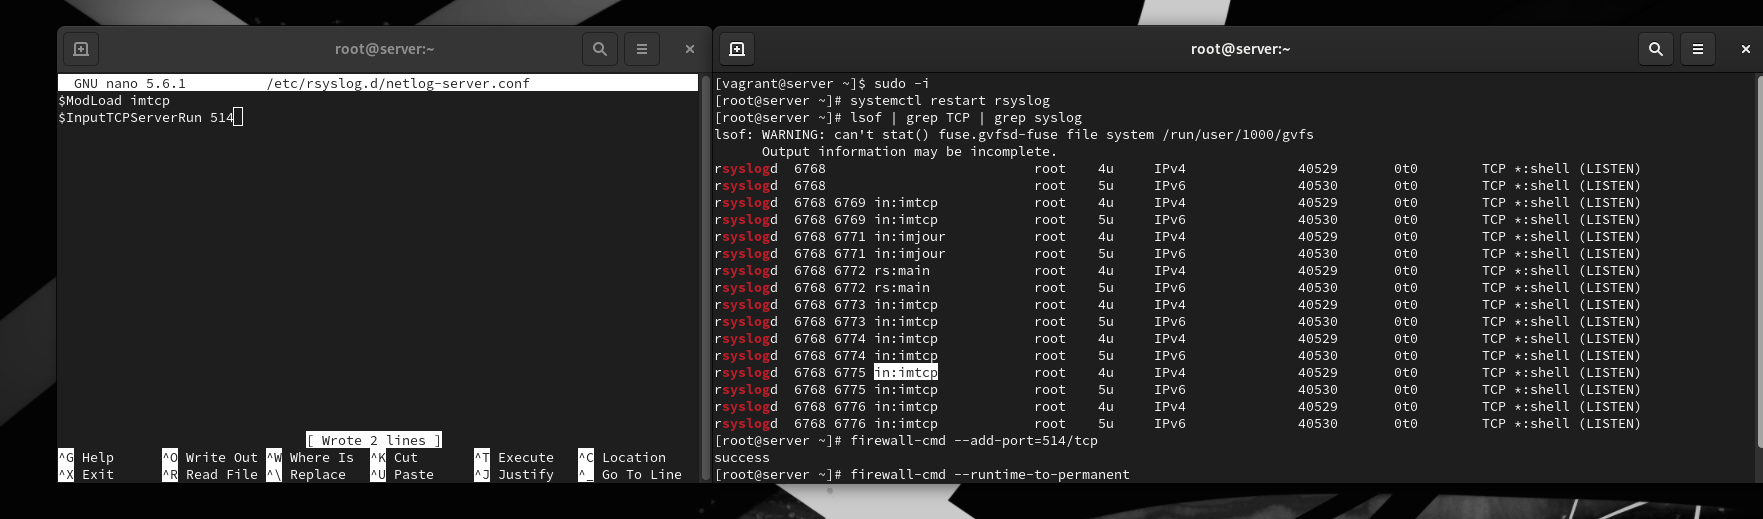 root@server:~
GNU nano 5.6.1 /etc/rsyslog.d/netlog-server.conf
$ModLoad imtcp
$InputTCPServerRun 514
[ Wrote 2 lines ]
^G Help ^O Write Out ^W Where Is ^K Cut ^T Execute ^C Location
^X Exit ^R Read File ^\ Replace ^U Paste ^J Justify ^_ Go To Line
root@server:~
[vagrant@server ~]$ sudo -i
[root@server ~]# systemctl restart rsyslog
[root@server ~]# lsof | grep TCP | grep syslog
lsof: WARNING: can't stat() fuse.gvfsd-fuse file system /run/user/1000/gvfs
Output information may be incomplete.
rsyslogd 6768 root 4u IPv4 40529 0t0 TCP *:shell (LISTEN)
rsyslogd 6768 root 5u IPv6 40530 0t0 TCP *:shell (LISTEN)
rsyslogd 6768 6769 in:imtcp root 4u IPv4 40529 0t0 TCP *:shell (LISTEN)
rsyslogd 6768 6769 in:imtcp root 5u IPv6 40530 0t0 TCP *:shell (LISTEN)
rsyslogd 6768 6771 in:imjour root 4u IPv4 40529 0t0 TCP *:shell (LISTEN)
rsyslogd 6768 6771 in:imjour root 5u IPv6 40530 0t0 TCP *:shell (LISTEN)
rsyslogd 6768 6772 rs:main root 4u IPv4 40529 0t0 TCP *:shell (LISTEN)
rsyslogd 6768 6772 rs:main root 5u IPv6 40530 0t0 TCP *:shell (LISTEN)
rsyslogd 6768 6773 in:imtcp root 4u IPv4 40529 0t0 TCP *:shell (LISTEN)
rsyslogd 6768 6773 in:imtcp root 5u IPv6 40530 0t0 TCP *:shell (LISTEN)
rsyslogd 6768 6774 in:imtcp root 4u IPv4 40529 0t0 TCP *:shell (LISTEN)
rsyslogd 6768 6774 in:imtcp root 5u IPv6 40530 0t0 TCP *:shell (LISTEN)
rsyslogd 6768 6775 in:imtcp root 4u IPv4 40529 0t0 TCP *:shell (LISTEN)
rsyslogd 6768 6775 in:imtcp root 5u IPv6 40530 0t0 TCP *:shell (LISTEN)
rsyslogd 6768 6776 in:imtcp root 4u IPv4 40529 0t0 TCP *:shell (LISTEN)
rsyslogd 6768 6776 in:imtcp root 5u IPv6 40530 0t0 TCP *:shell (LISTEN)
[root@server ~]# firewall-cmd --add-port=514/tcp
success
[root@server ~]# firewall-cmd --runtime-to-permanent